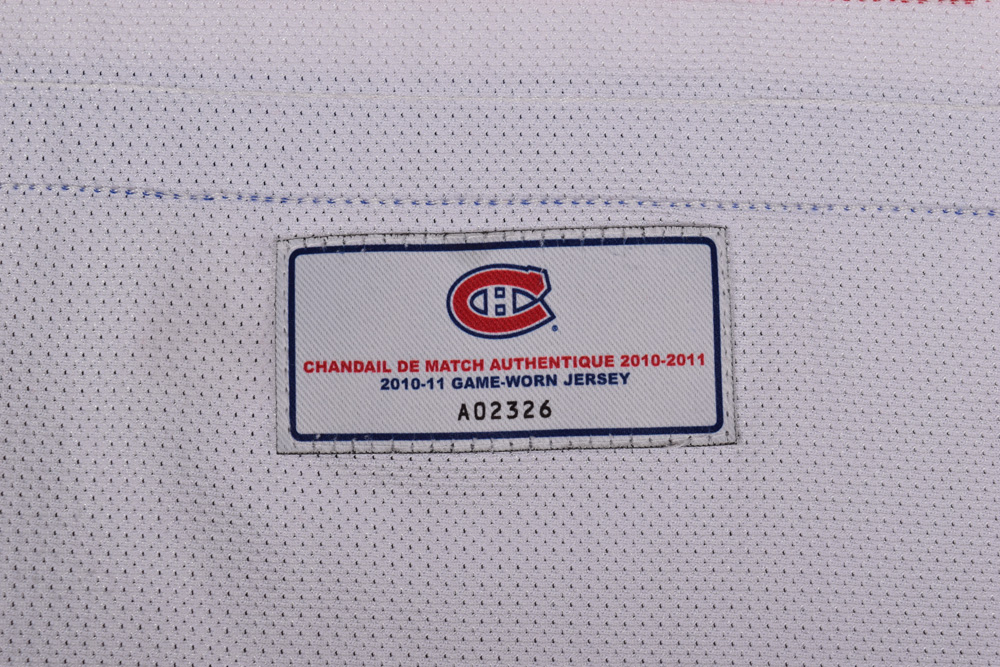 CHANDAIL DE MATCH AUTHENTIQUE 2010-2011
2010-11 GAME-WORN JERSEY
A02326